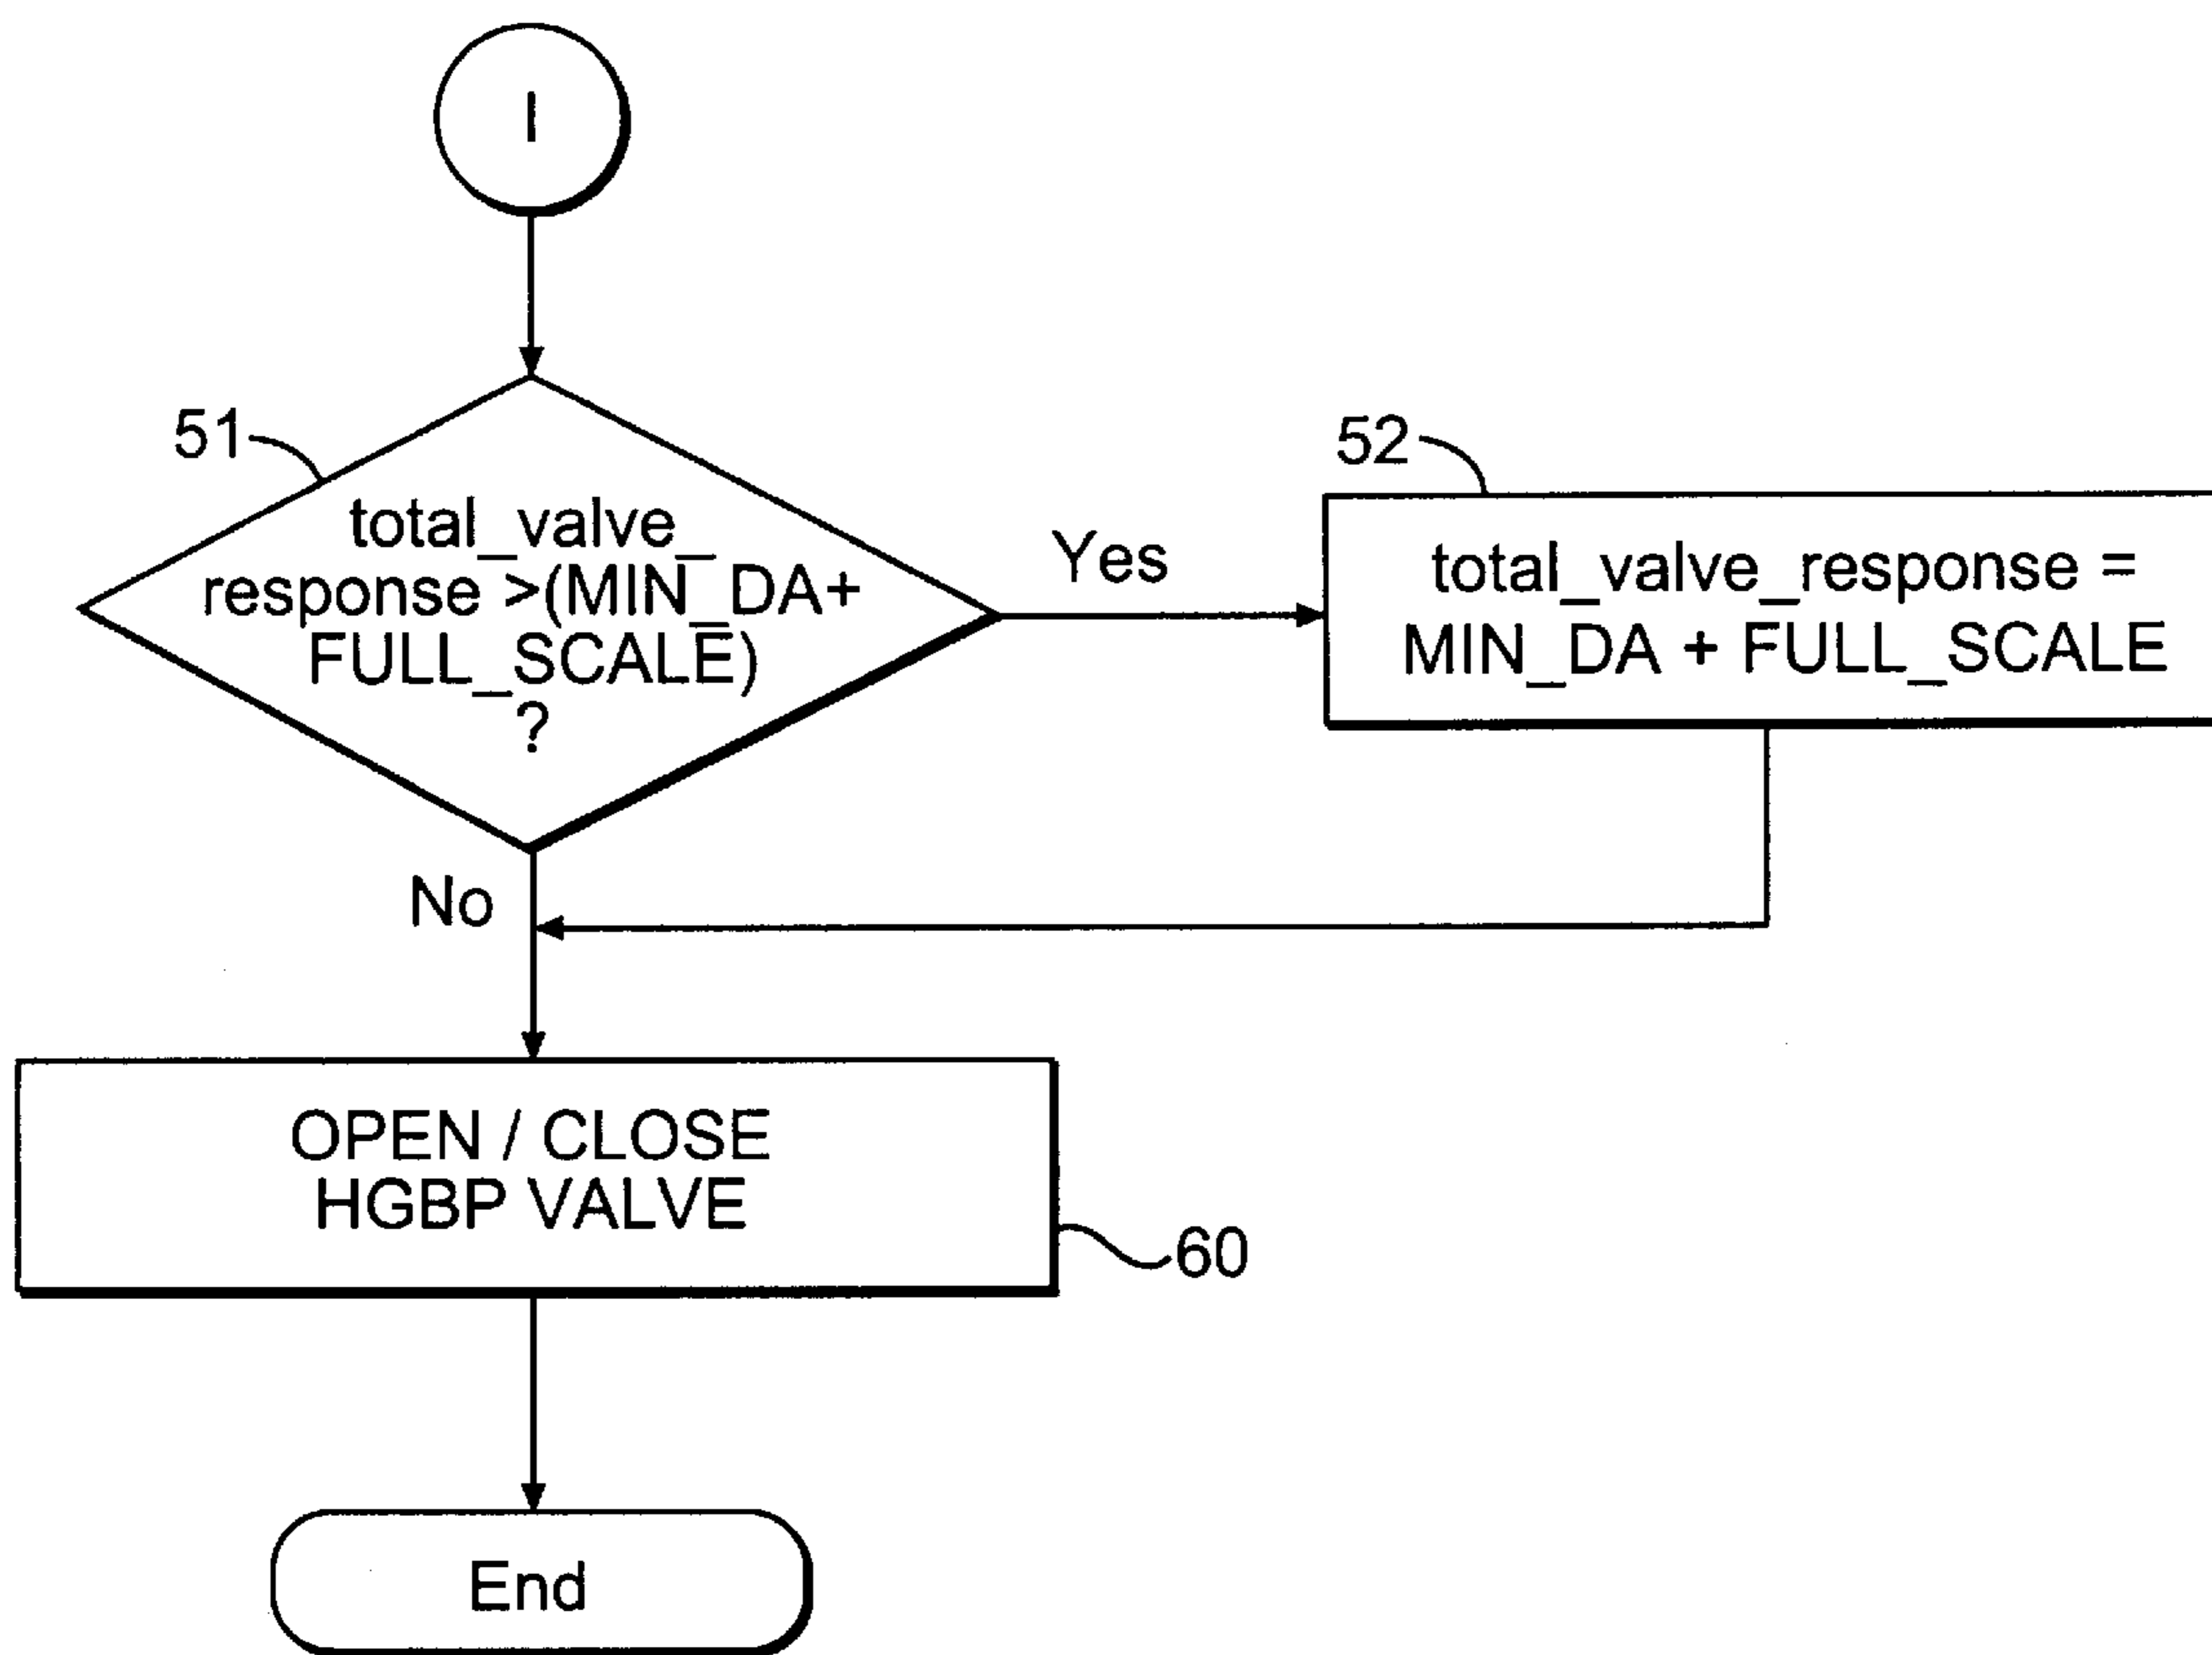 I
51
total_valve_
response >(MIN_DA+
FULL_SCALE)
?
Yes
52
total_valve_response =
MIN_DA + FULL_SCALE
No
OPEN / CLOSE
HGBP VALVE
60
End